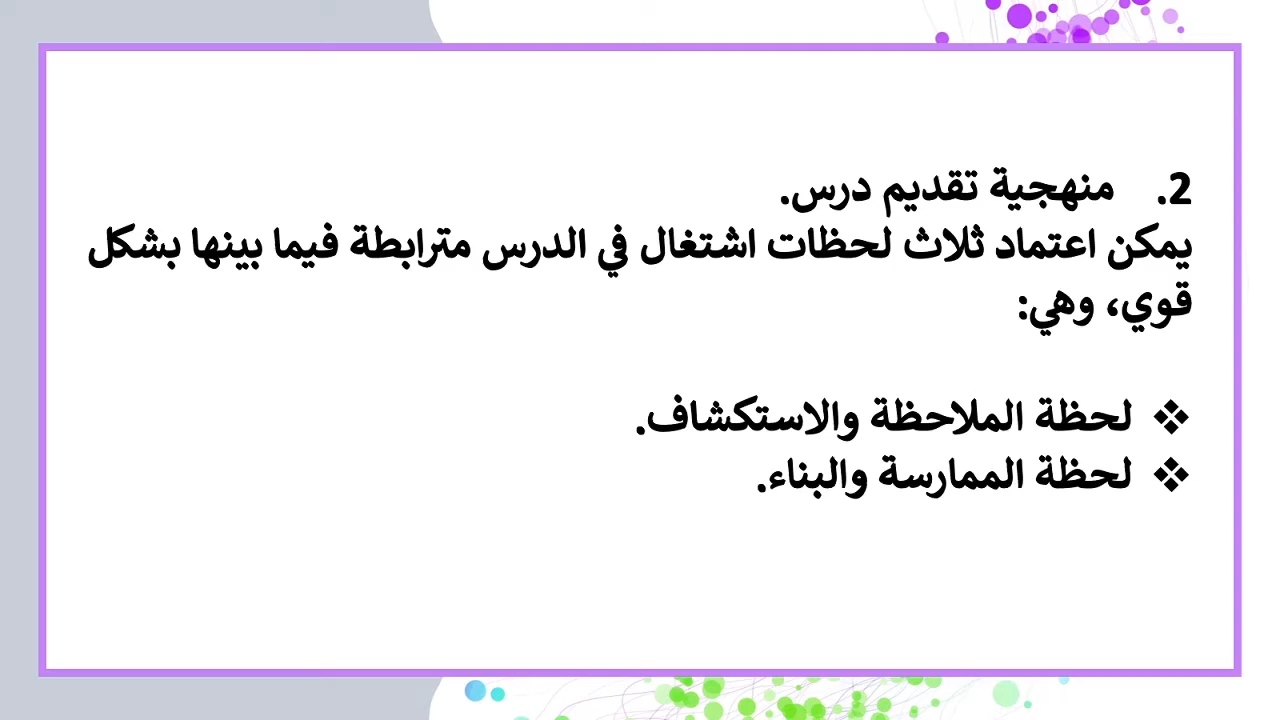 2. منهجية تقديم درس.
يمكن اعتماد ثلاث لحظات اشتغال في الدرس مترابطة فيما بينها بشكل
قوي، وهي:
❖ لحظة الملاحظة والاستكشاف.
❖ لحظة الممارسة والبناء.